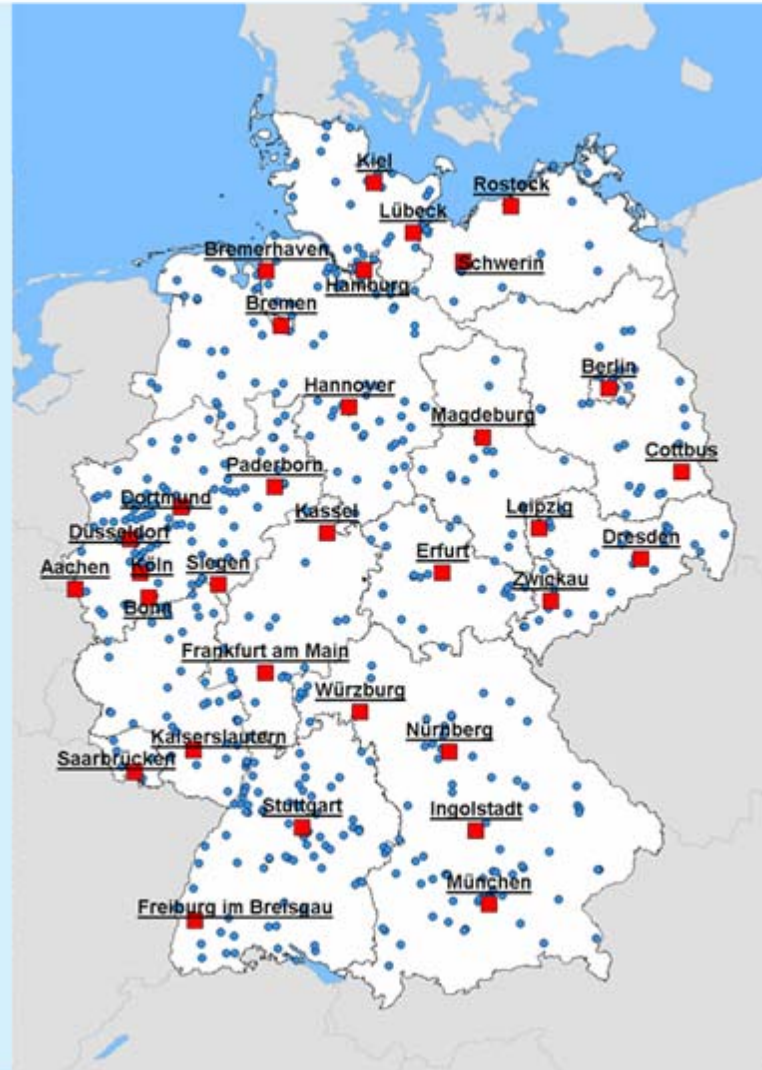 Kiel
Rostock
Lübeck
Bremerhaven
Schwerin
Hamburg
Bremen
Berlin
Hannover
Magdeburg
Cottbus
Paderborn
Dortmund
Kassel
Leipzig
Düsseldorf
Dresden
Erfurt
Aachen
Köln
Siegen
Zwickau
Bonn
Frankfurt am Main
Würzburg
Nürnberg
Kaiserslautern
Saarbrücken
Stuttgart
Ingolstadt
München
Freiburg im Breisgau